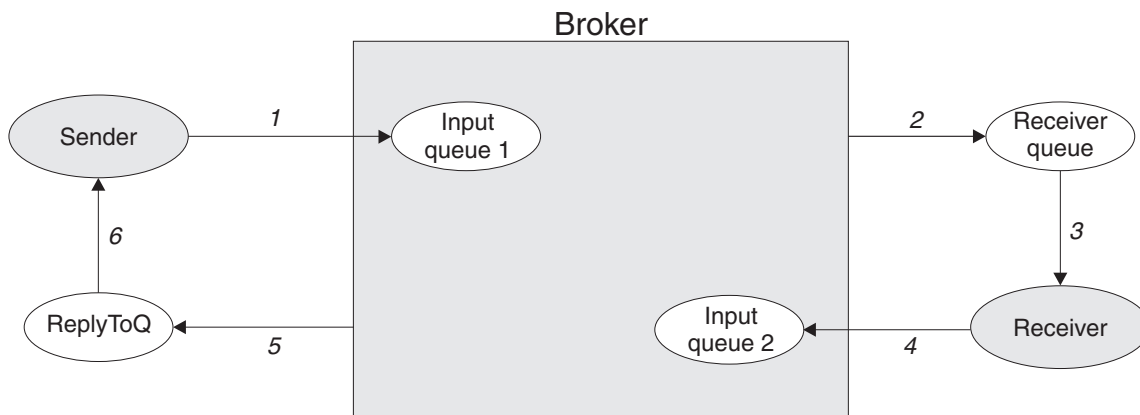 Broker
Sender
1
Input
queue 1
2
Receiver
queue
6
3
ReplyToQ
5
Input
queue 2
4
Receiver